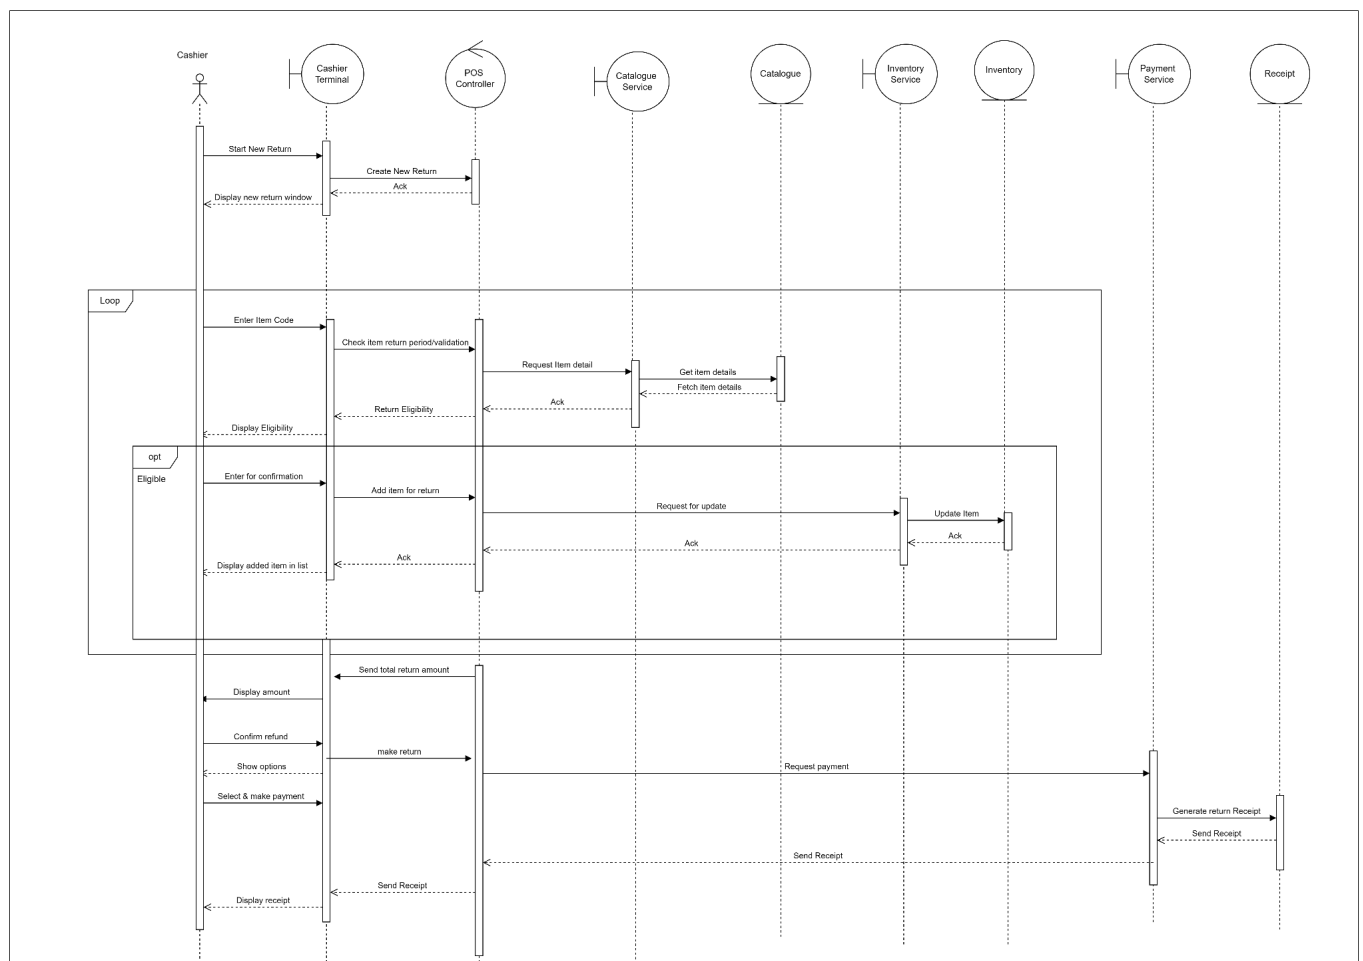 Cashier
Cashier
Terminal
POS
Controller
Catalogue
Service
Catalogue
Inventory
Service
Inventory
Payment
Service
Receipt
Start New Return
Create New Return
Ack
Display new return window
Loop
Enter Item Code
Check item return period/validation
Request Item detail
Get item details
Fetch item details
Ack
Return Eligibility
Display Eligibility
opt
Eligible
Enter for confirmation
Add item for return
Request for update
Update Item
Ack
Ack
Ack
Display added item in list
Send total return amount
Display amount
Confirm refund
make return
Show options
Request payment
Select & make payment
Generate return Receipt
Send Receipt
Send Receipt
Send Receipt
Display receipt